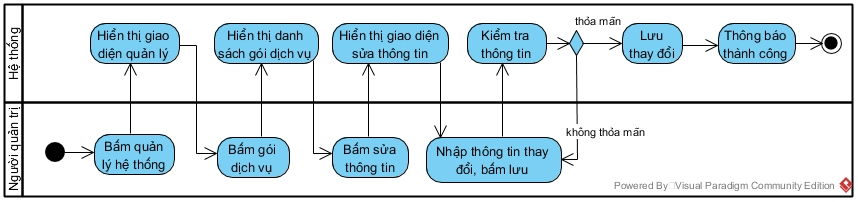 Hệ thống
Hiển thị giao
diện quản lý
Hiển thị danh
sách gói dịch vụ
Hiển thị giao diện
sửa thông tin
Kiểm tra
thông tin
thỏa mãn
Lưu
thay đổi
Thông báo
thành công
không thỏa mãn
Người quản trị
Bấm quản
lý hệ thống
Bấm gói
dịch vụ
Bấm sửa
thông tin
Nhập thông tin thay
đổi, bấm lưu
Powered By Visual Paradigm Community Edition